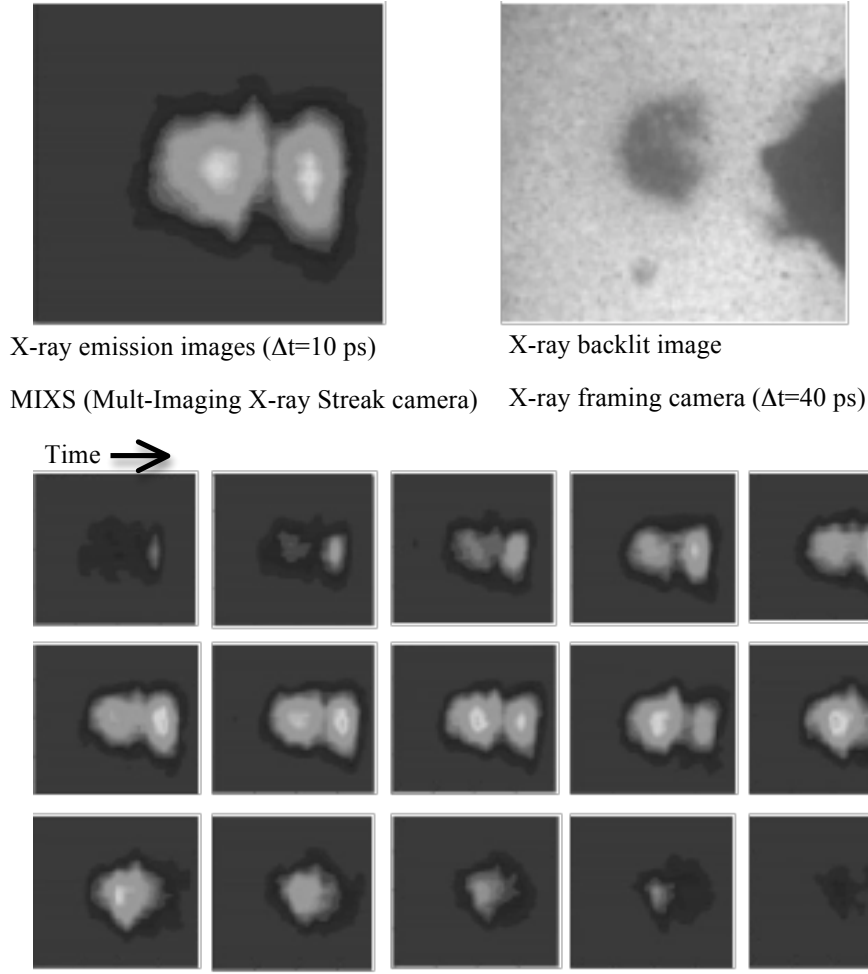 X-ray emission images (Δt=10 ps)
X-ray backlit image
MIXS (Mult-Imaging X-ray Streak camera)
X-ray framing camera (Δt=40 ps)
Time